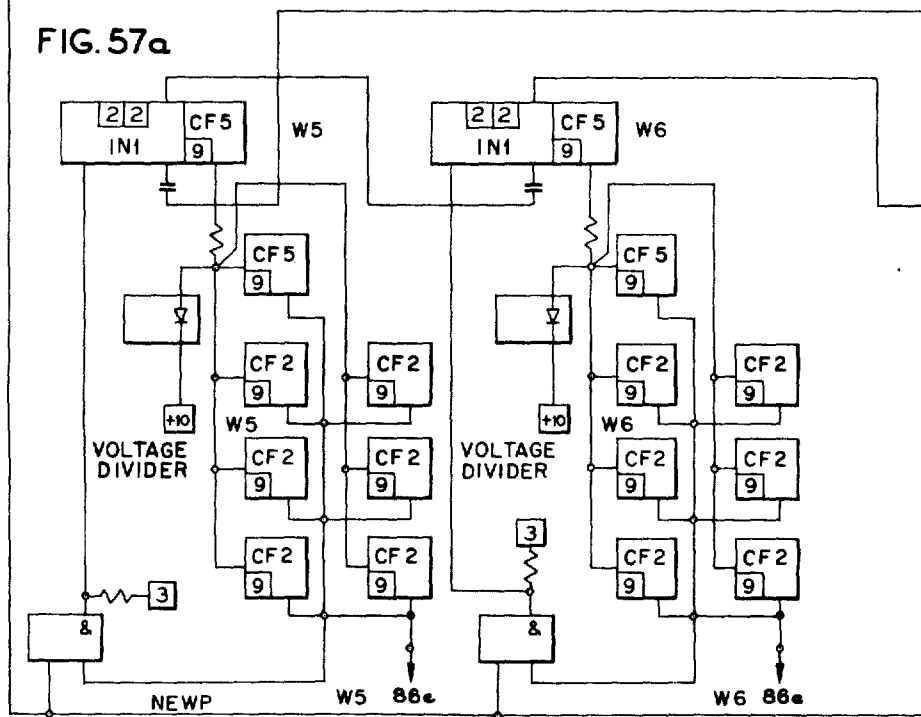 FIG. 57a
2 2 CF5
IN1 9
W5
2 2 CF5
IN1 9
W6
CF5
9
CF5
9
CF2
9
CF2
9
CF2
9
CF2
9
+10
W5
+10
W6
VOLTAGE
DIVIDER
CF2
9
CF2
9
VOLTAGE
DIVIDER
CF2
9
CF2
9
3
CF2
9
CF2
9
CF2
9
CF2
9
3
&
&
NEWP
W5 86e
W6 86e